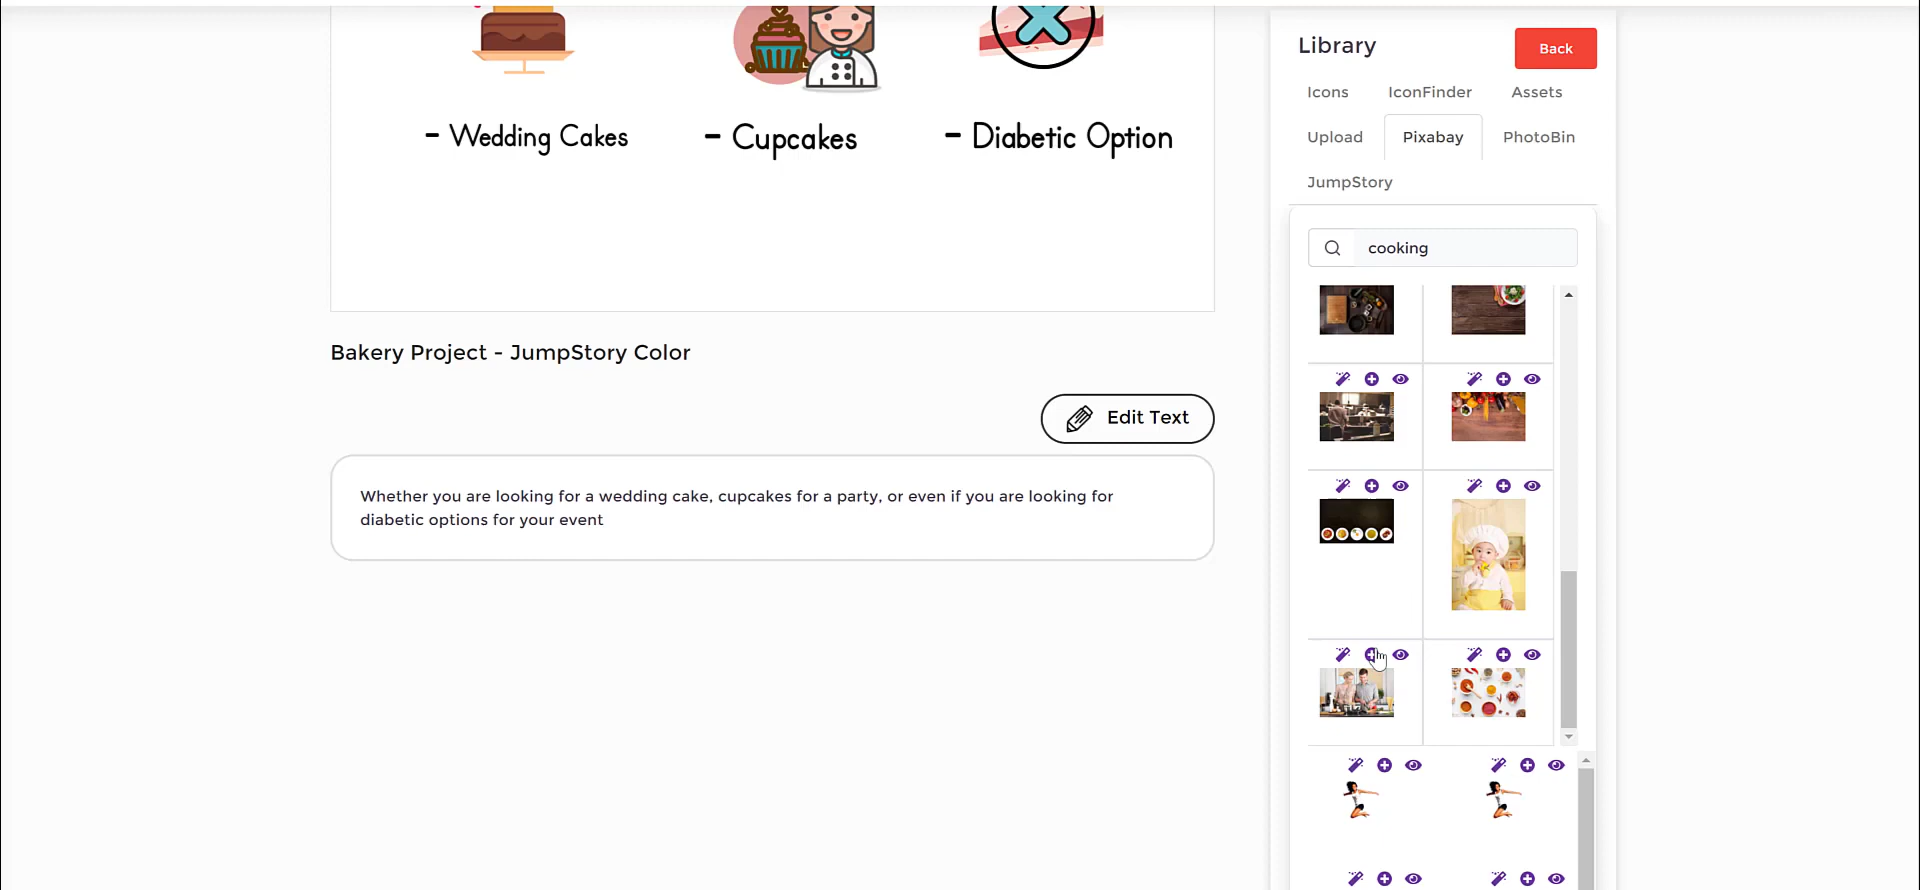 Library
Back
Icons
IconFinder
Assets
Upload
Pixabay
PhotoBin
JumpStory
cooking
- Wedding Cakes
- Cupcakes
- Diabetic Option
Bakery Project - JumpStory Color
Edit Text
Whether you are looking for a wedding cake, cupcakes for a party, or even if you are looking for
diabetic options for your event